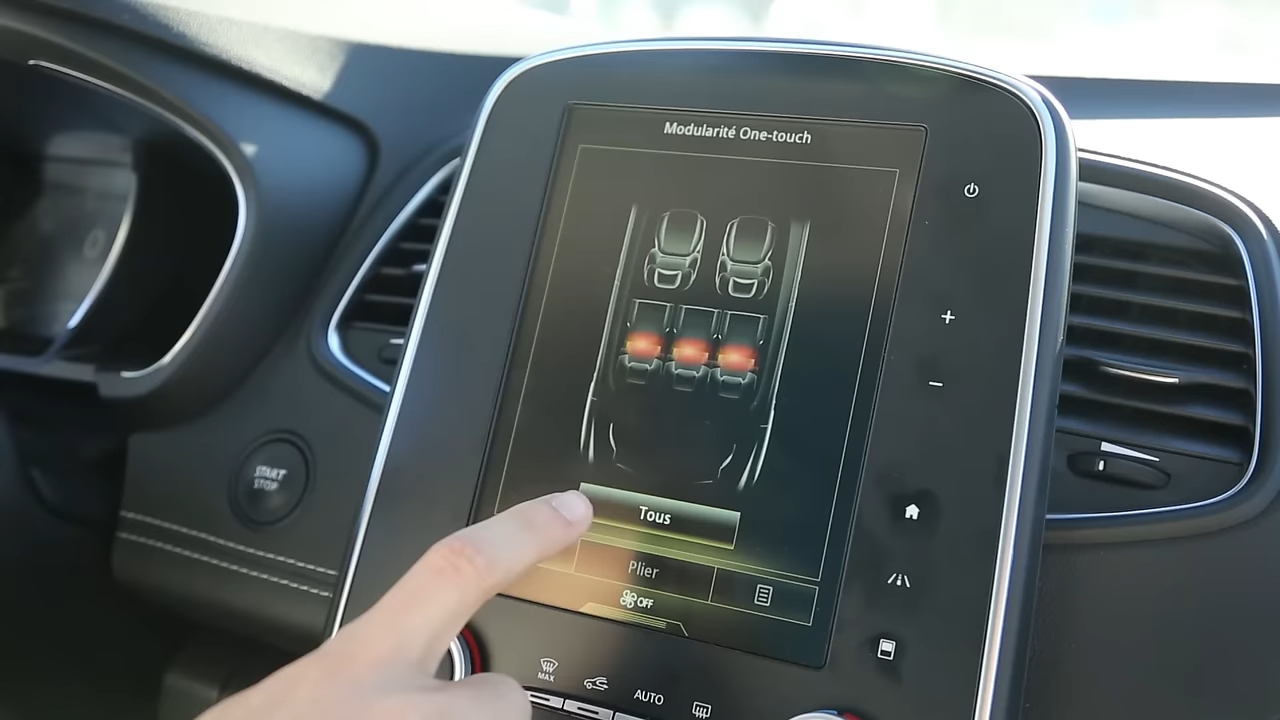 Modularité One-touch
START
STOP
Tous
Plier
OFF
MAX
AUTO